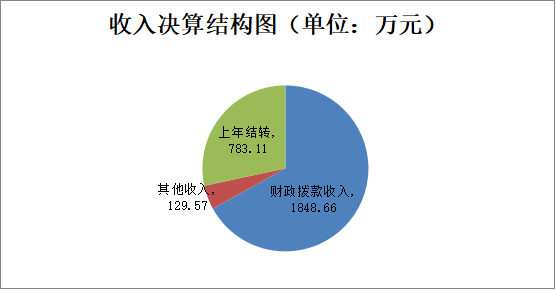 收入决算结构图（单位：万元）
上年结转，
783.11
其他收入，
129.57
财政拨款收入，
1848.66